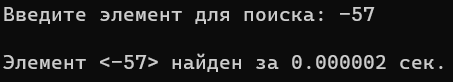 Введите элемент для поиска: -57
Элемент <-57> найден за 0.000002 сек.